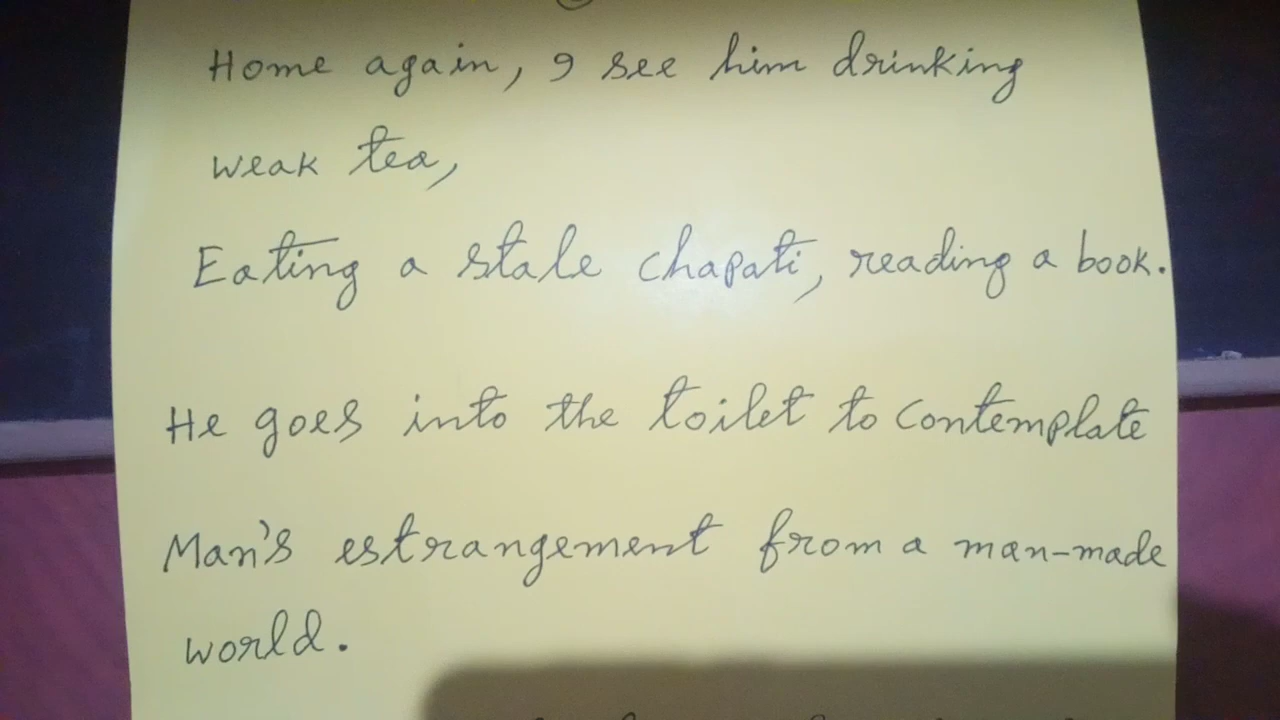 Home again, I see him drinking
weak tea,
Eating a stale chapati, reading a book.
He goes into the toilet to contemplate
Man's estrangement from a man-made
world.